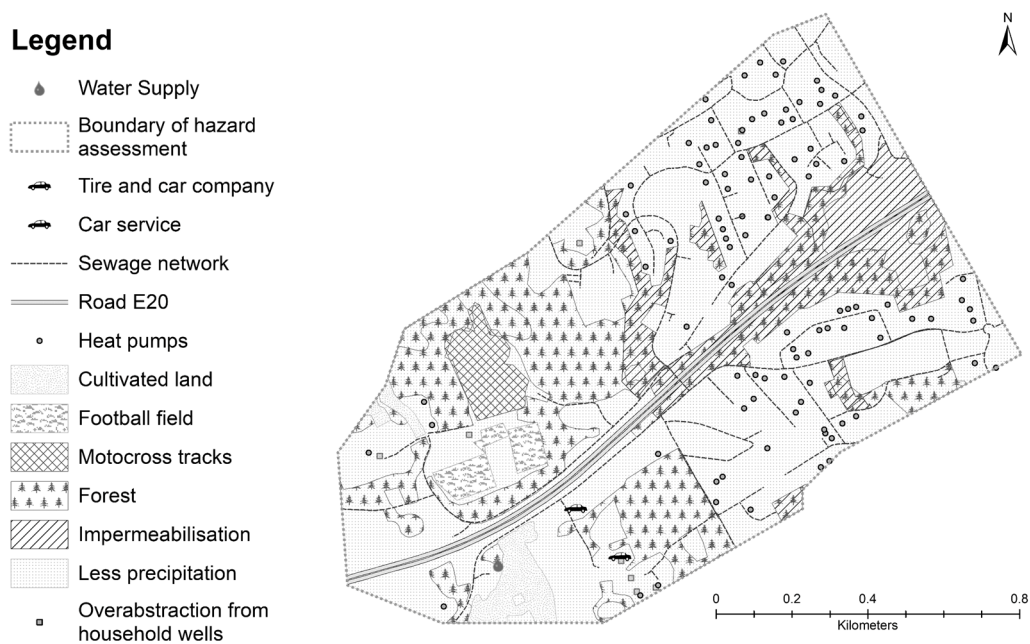 Legend
Water Supply
Boundary of hazard
assessment
Tire and car company
Car service
Sewage network
Road E20
Heat pumps
Cultivated land
Football field
Motocross tracks
Forest
Impermeabilisation
Less precipitation
Overabstraction from
household wells
N
0 0.2 0.4 0.8
Kilometers